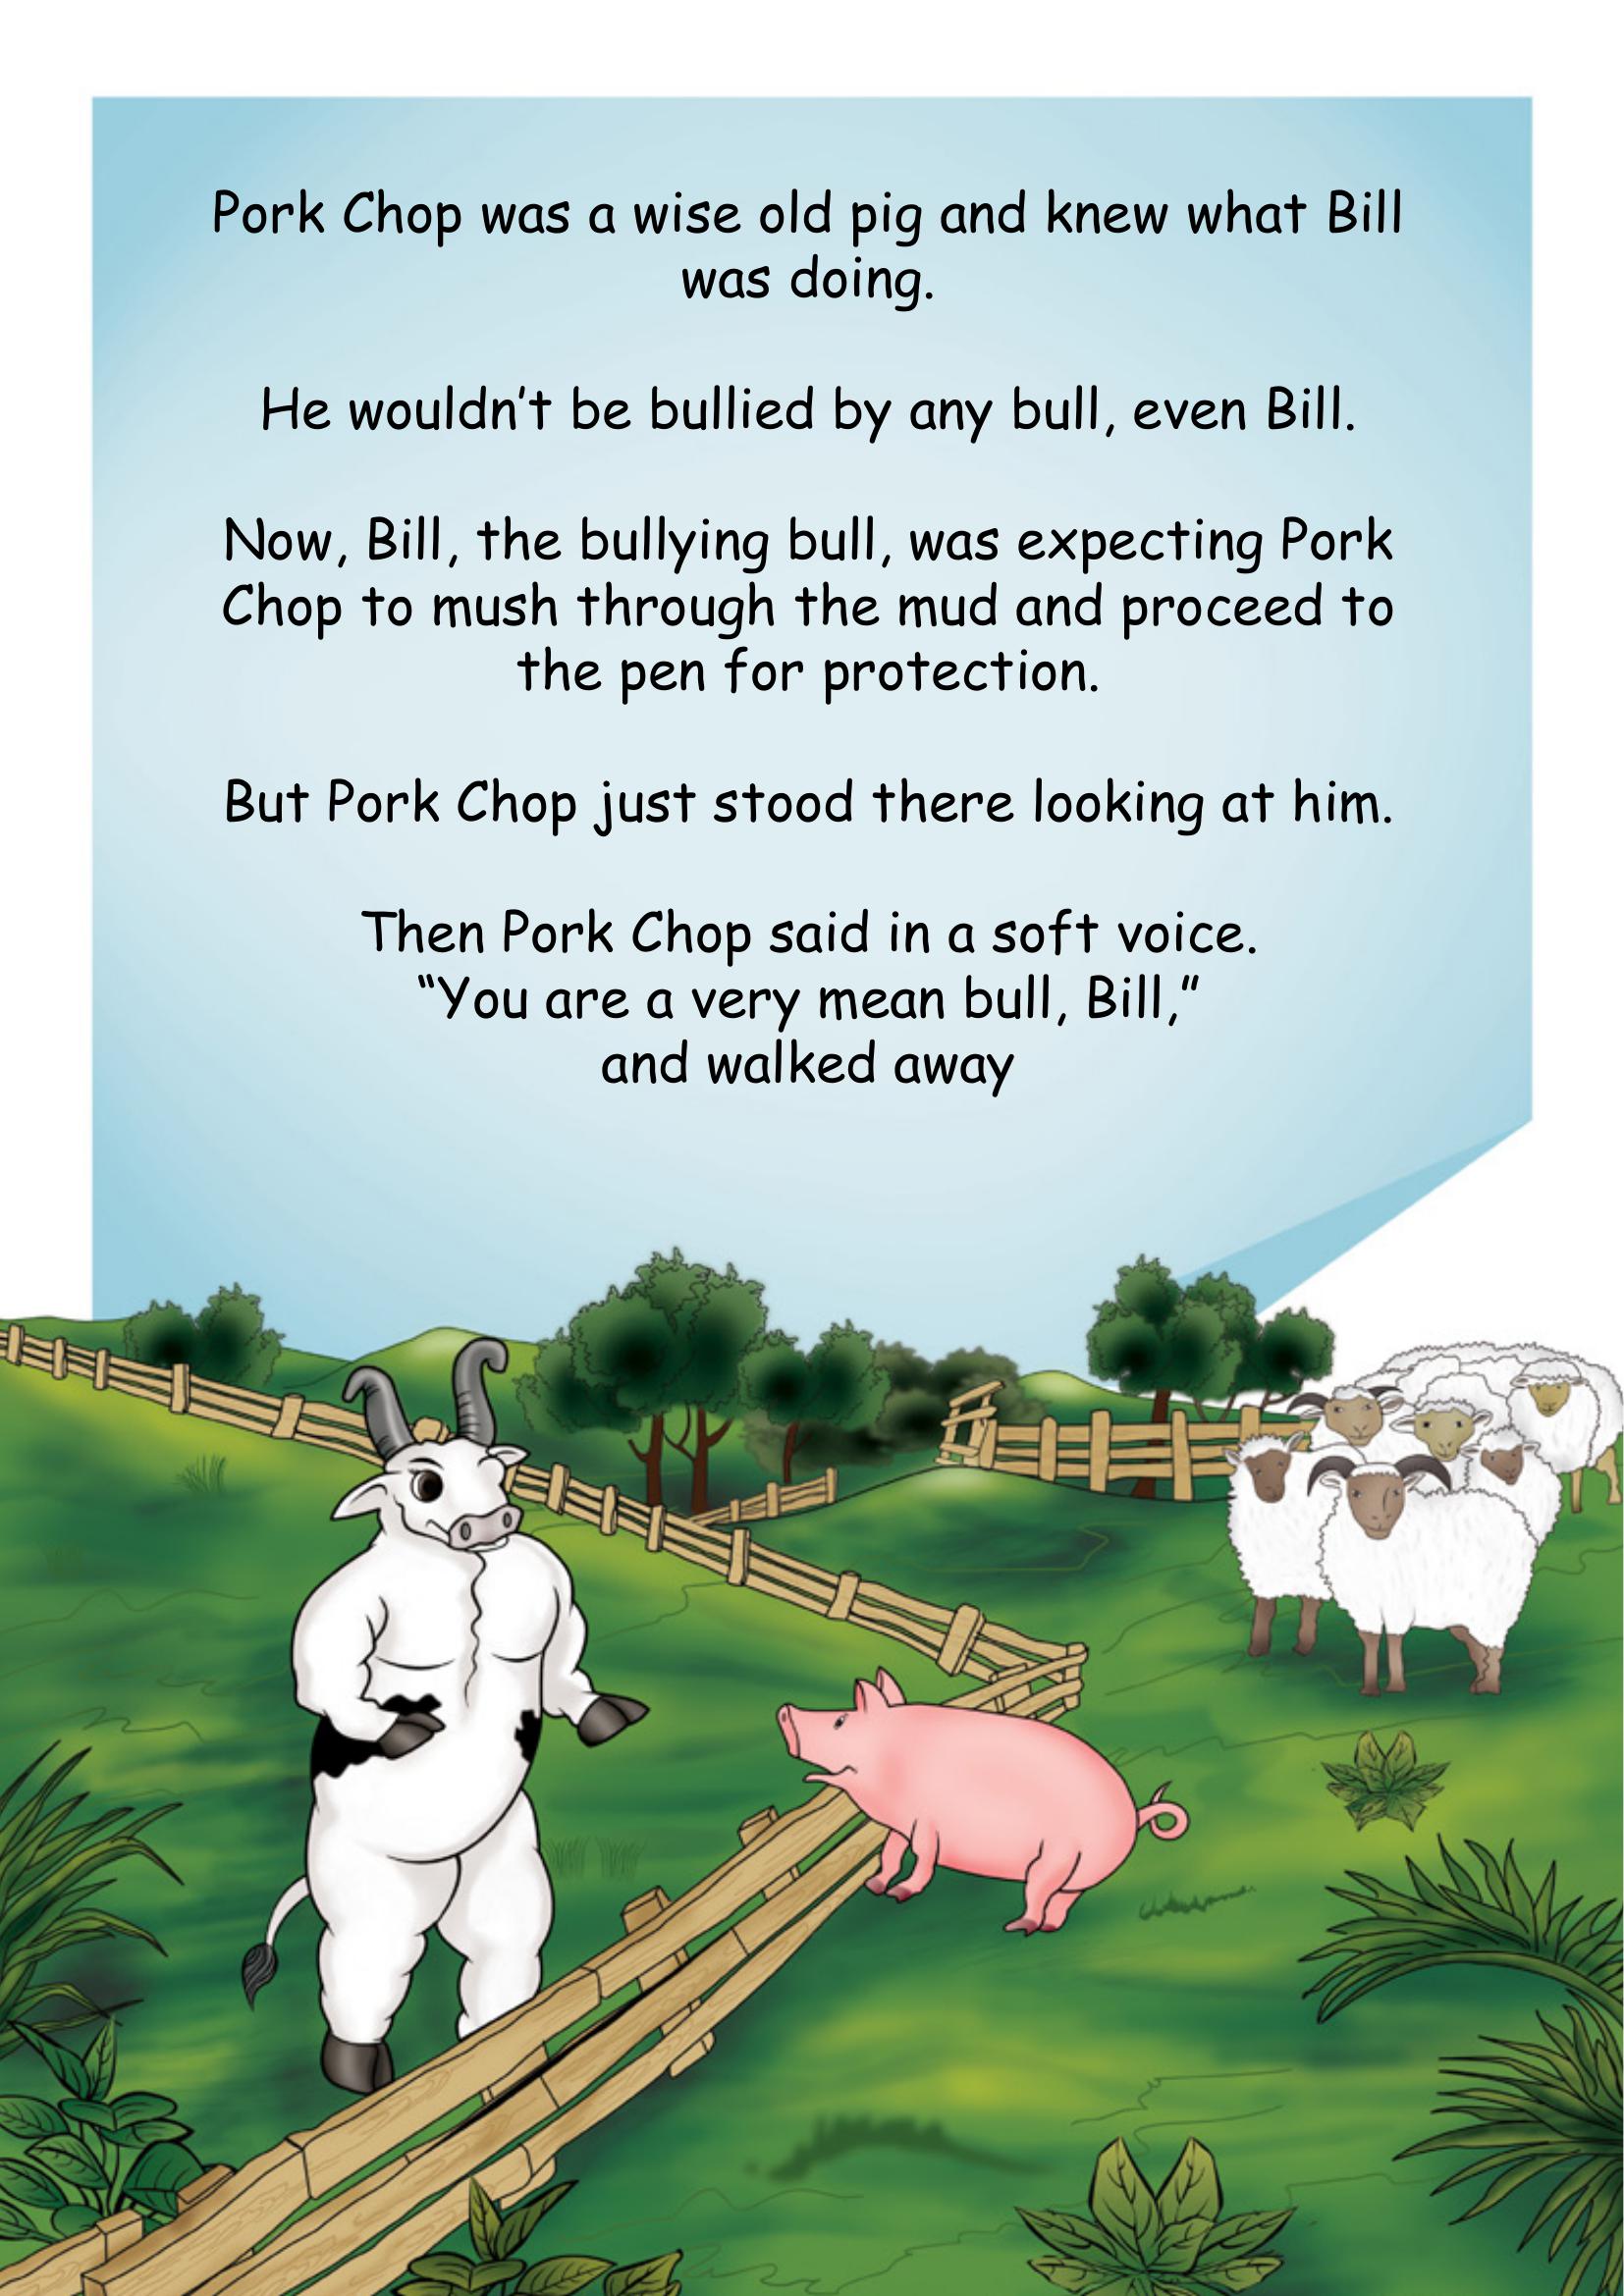 Pork Chop was a wise old pig and knew what Bill
was doing.
He wouldn’t be bullied by any bull, even Bill.
Now, Bill, the bullying bull, was expecting Pork
Chop to mush through the mud and proceed to
the pen for protection.
But Pork Chop just stood there looking at him.
Then Pork Chop said in a soft voice.
“You are a very mean bull, Bill,”
and walked away